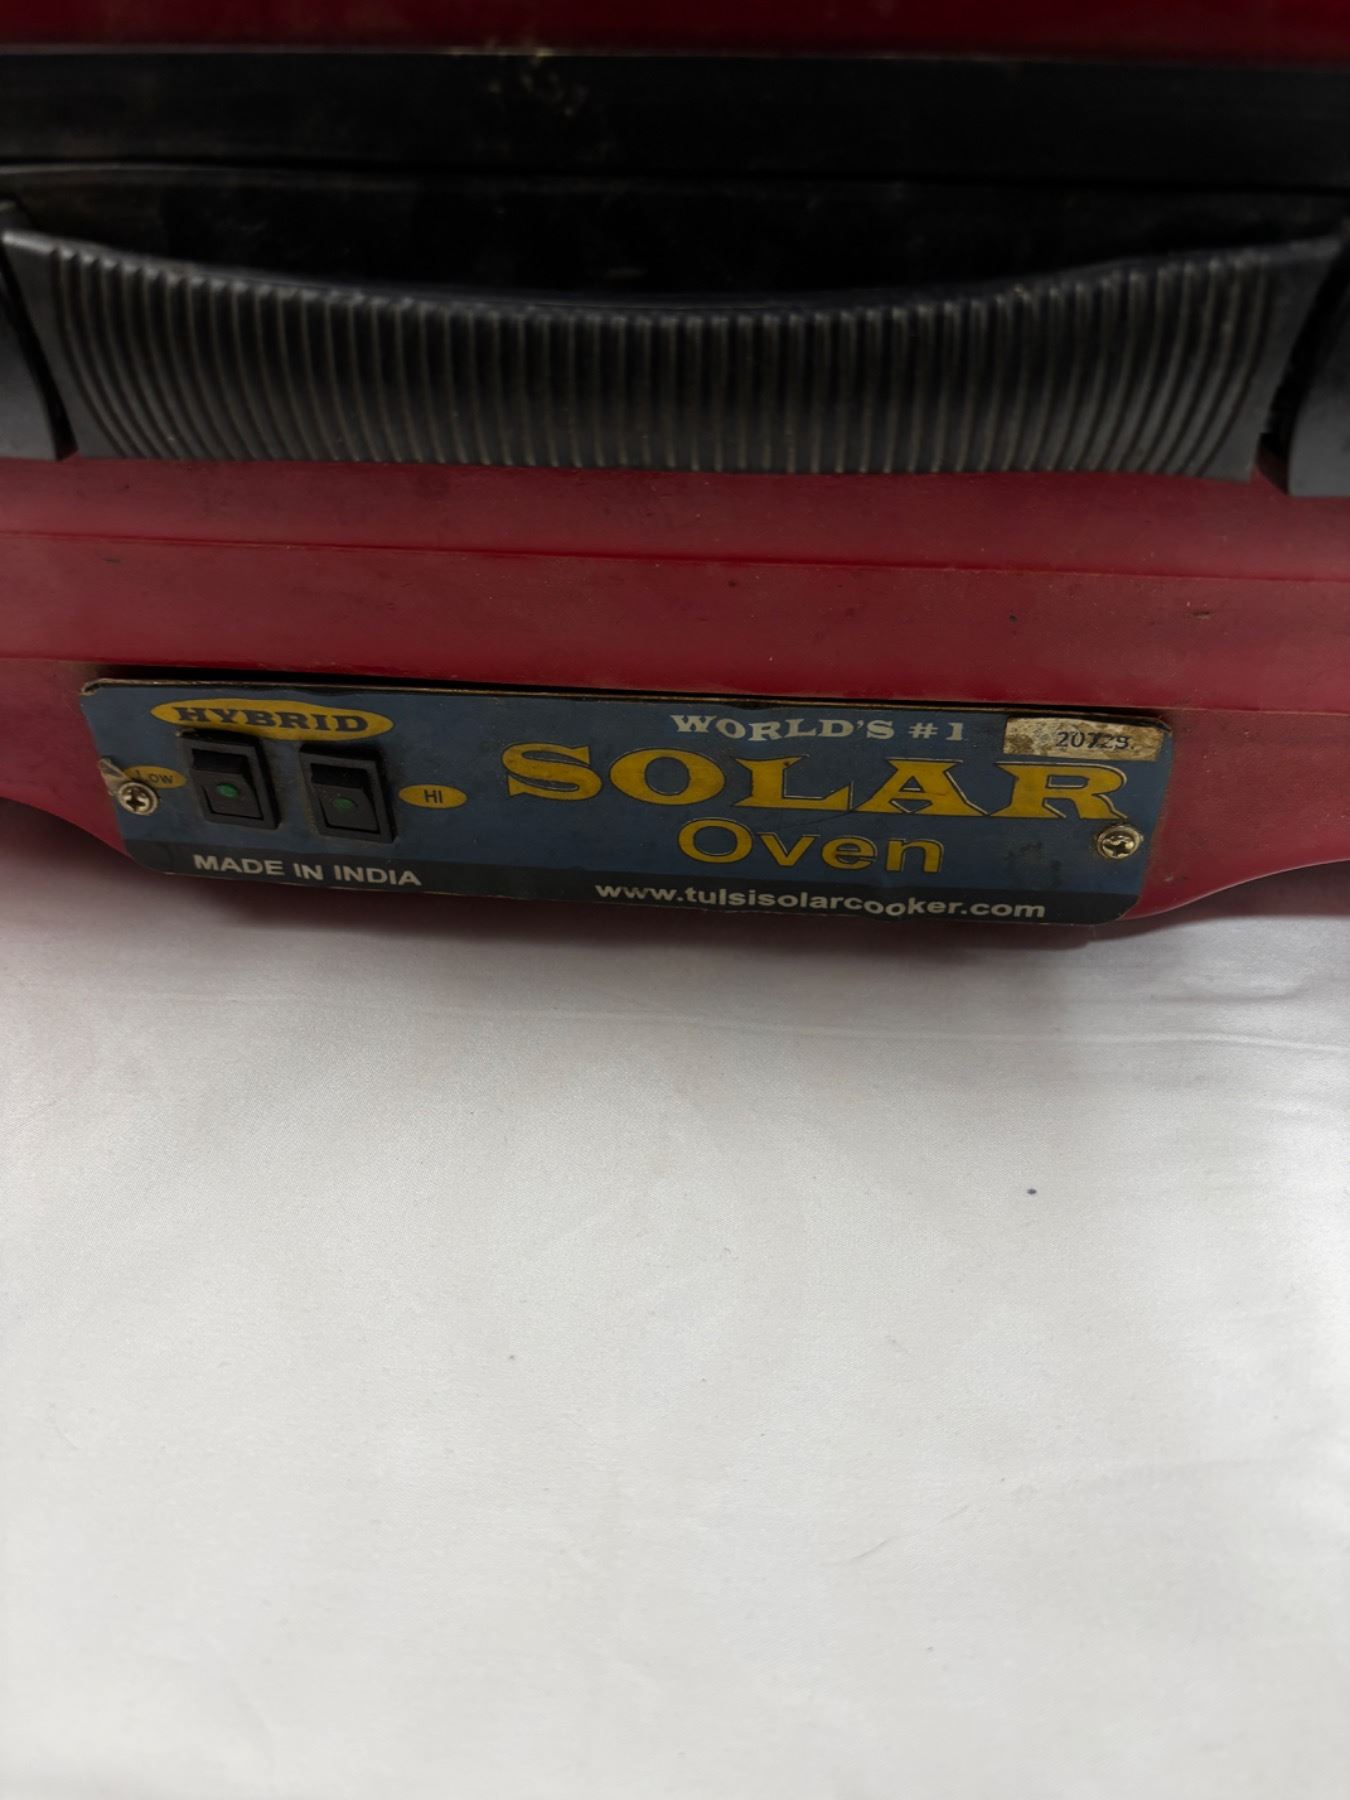 HYBRID
WORLD'S #1
20729.
LOW
HI
SOLAR
Oven
MADE IN INDIA
www.tulsisolarcooker.com